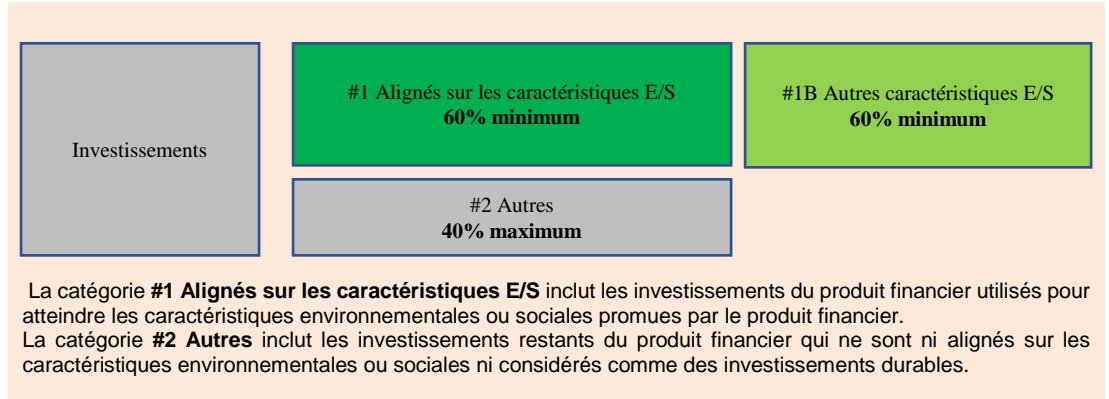 Investissements
#1 Alignés sur les caractéristiques E/S
60% minimum
#1B Autres caractéristiques E/S
60% minimum
#2 Autres
40% maximum
La catégorie #1 Alignés sur les caractéristiques E/S inclut les investissements du produit financier utilisés pour
atteindre les caractéristiques environnementales ou sociales promues par le produit financier.
La catégorie #2 Autres inclut les investissements restants du produit financier qui ne sont ni alignés sur les
caractéristiques environnementales ou sociales ni considérés comme des investissements durables.